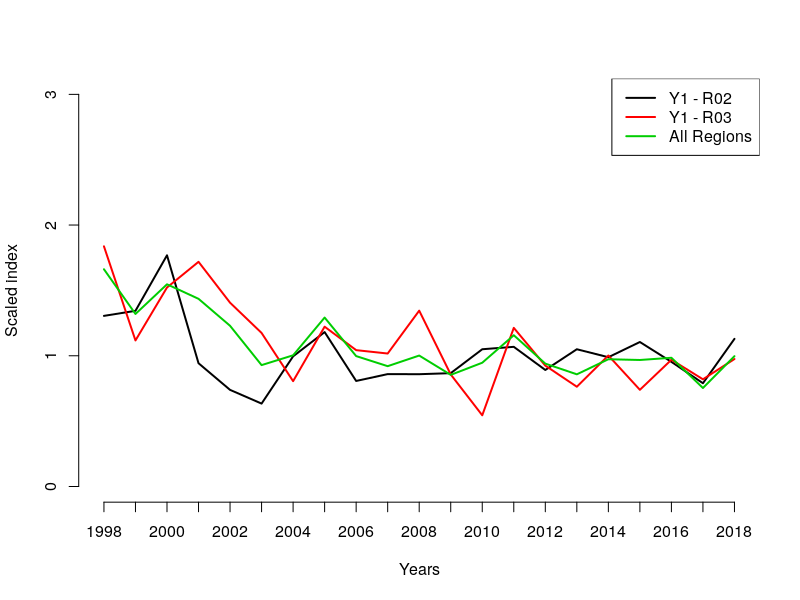 Y1 - R02
Y1 - R03
All Regions
3
2
1
0
Scaled Index
1998 2000 2002 2004 2006 2008 2010 2012 2014 2016 2018
Years